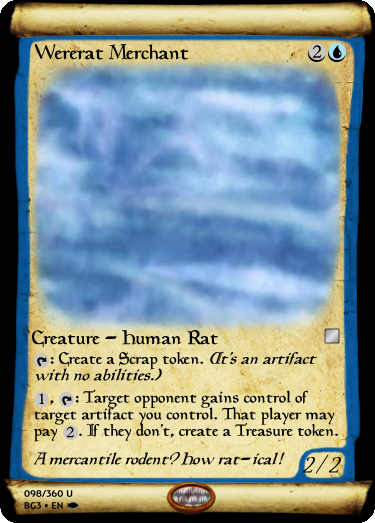 Wererat Merchant 2
Creature – Human Rat
: Create a Scrap token. (It's an artifact
with no abilities.)
1, : Target opponent gains control of
target artifact you control. That player may
pay 2. If they don't, create a Treasure token.
A mercantile rodent? How rat-ical!
2/2
098/360 U
BG3 • EN